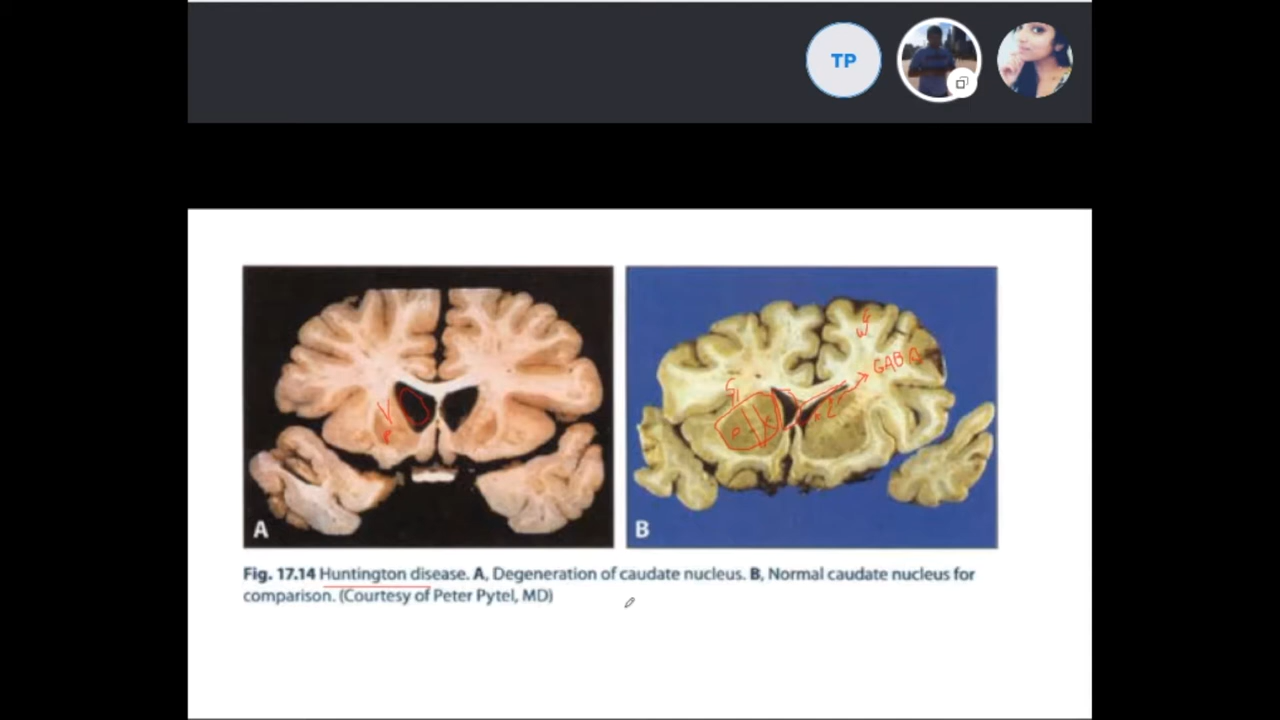 TP
GABA
A
B
Fig. 17.14 Huntington disease. A, Degeneration of caudate nucleus. B, Normal caudate nucleus for
comparison. (Courtesy of Peter Pytel, MD)